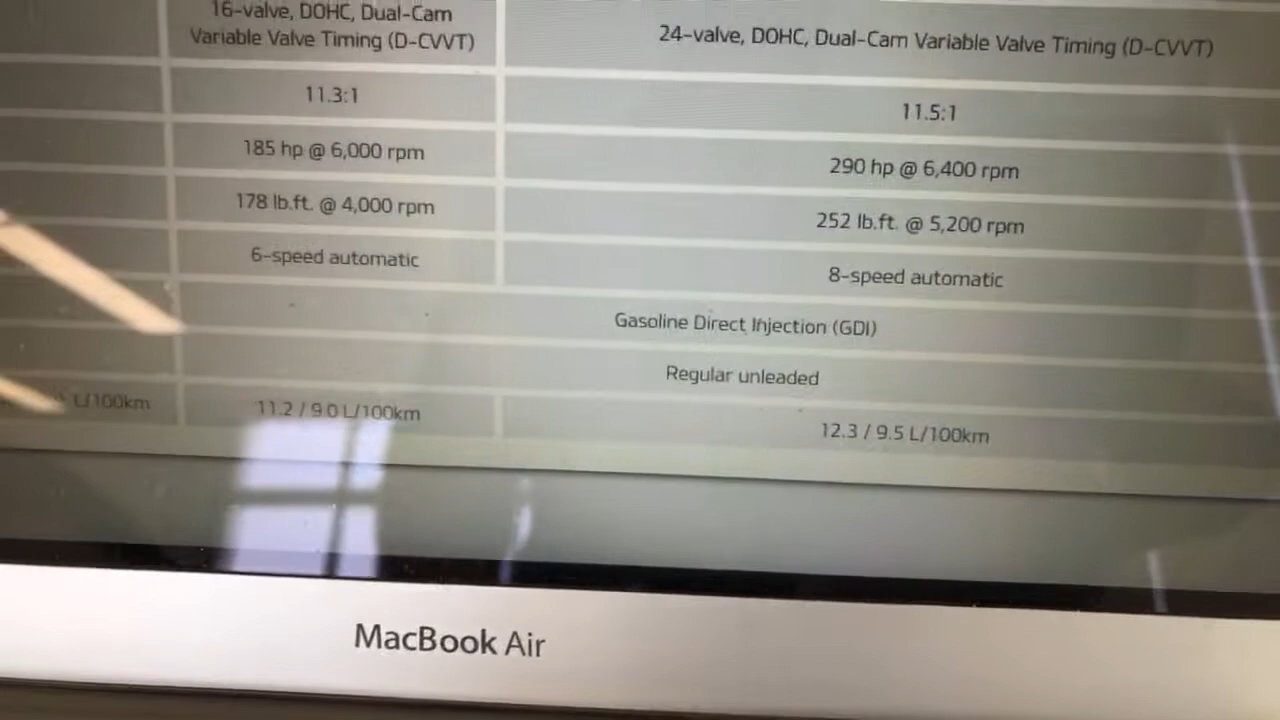 16-valve, DOHC, Dual-Cam
Variable Valve Timing (D-CVVT)
24-valve, DOHC, Dual-Cam Variable Valve Timing (D-CVVT)
11.3:1
11.5:1
185 hp @ 6,000 rpm
290 hp @ 6,400 rpm
178 lb.ft. @ 4,000 rpm
252 lb.ft. @ 5,200 rpm
6-speed automatic
8-speed automatic
Gasoline Direct Injection (GDI)
Regular unleaded
L/100km
11.2 / 9.0 L/100km
12.3 / 9.5 L/100km
MacBook Air